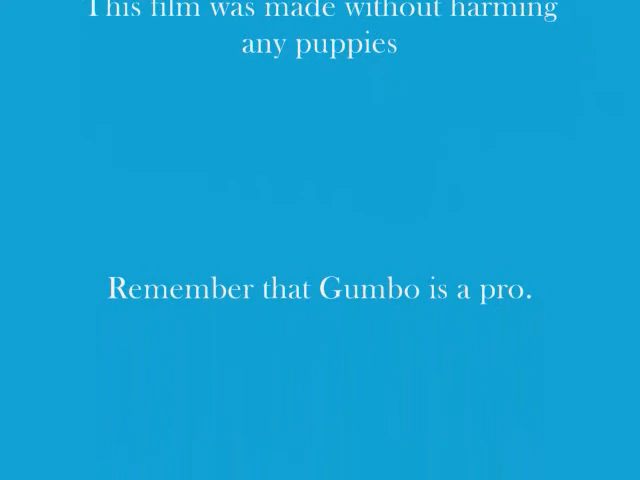 This film was made without harming
any puppies
Remember that Gumbo is a pro.